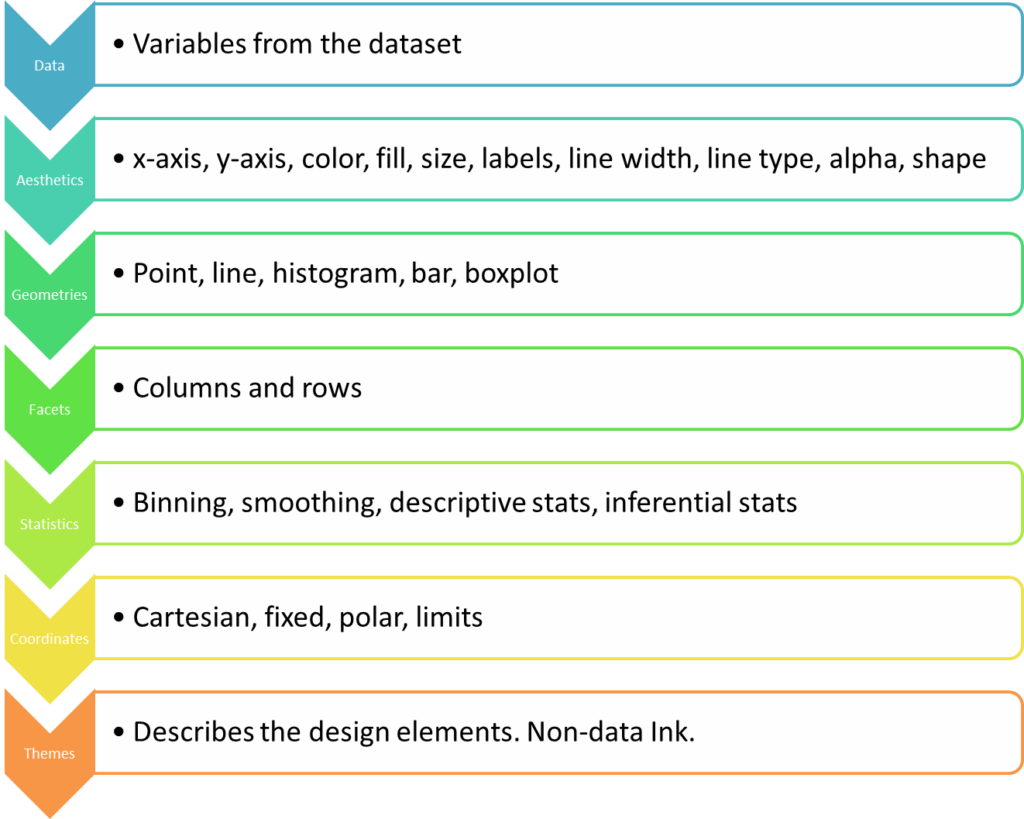 Data
• Variables from the dataset
Aesthetics
• x-axis, y-axis, color, fill, size, labels, line width, line type, alpha, shape
Geometries
• Point, line, histogram, bar, boxplot
Facets
• Columns and rows
Statistics
• Binning, smoothing, descriptive stats, inferential stats
Coordinates
• Cartesian, fixed, polar, limits
Themes
• Describes the design elements. Non-data Ink.